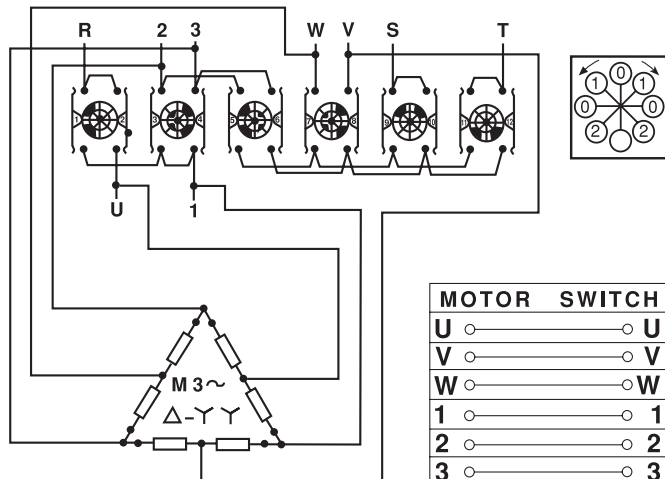 R 2 3 W V S T
1 2 3 4 5 6 7 8 9 10 11 12
U 1
0
1 1
0 0
2 2
M 3~
△-Y Y
MOTOR SWITCH
U U
V V
W W
1 1
2 2
3 3